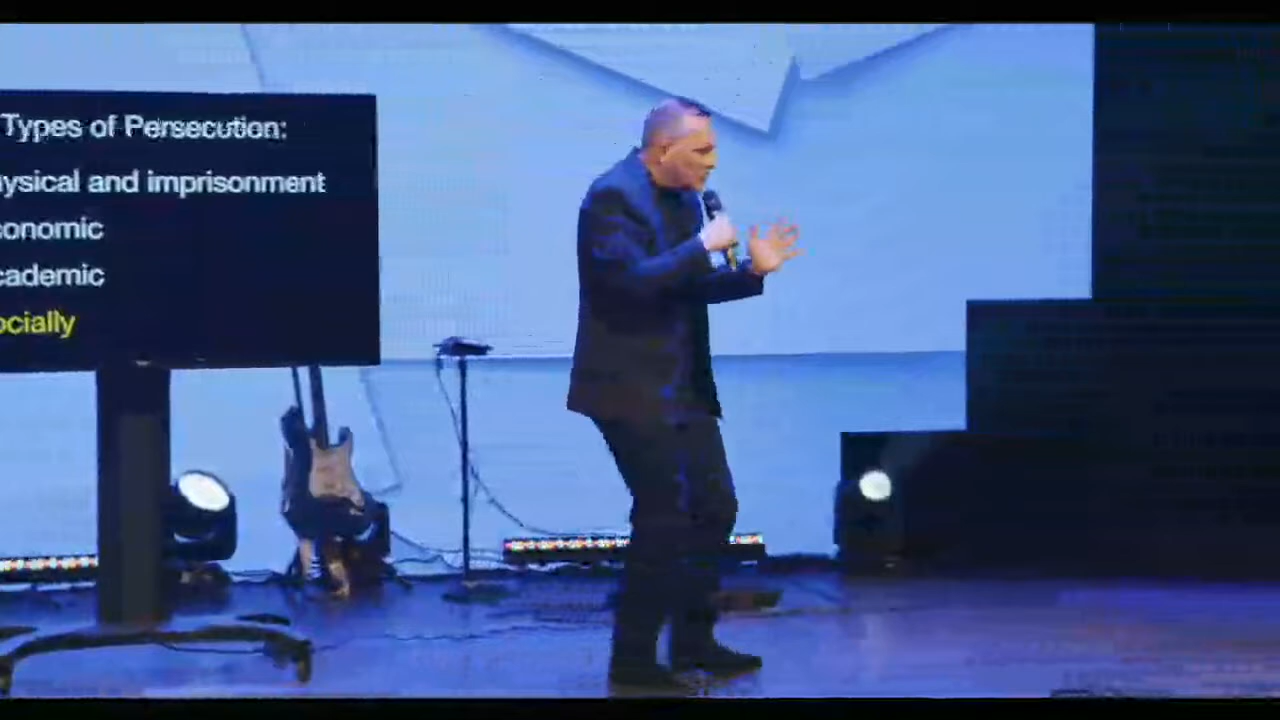 Types of Persecution:
ysical and imprisonment
conomic
cademic
ocially